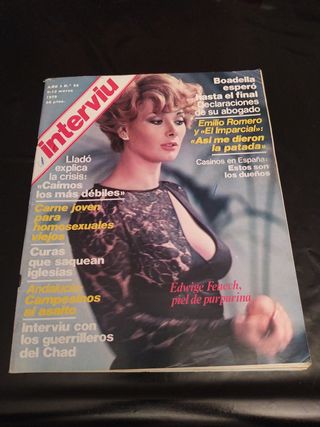 interviu
60 ptas.
Boadella
esperó
hasta el final
Declaraciones
de su abogado
Emilio Romero
y «El Imparcial»:
«Así me dieron
la patada»
Casinos en España:
Estos son
los dueños
Lladó
explica
la crisis:
«Caímos
los más débiles»
Carne joven
para
homosexuales
viejos
Curas
que saquean
iglesias
Andalucía:
Campesinos
al asalto
Interviu con
los guerrilleros
del Chad
Edwige Fenech,
piel de purpurina